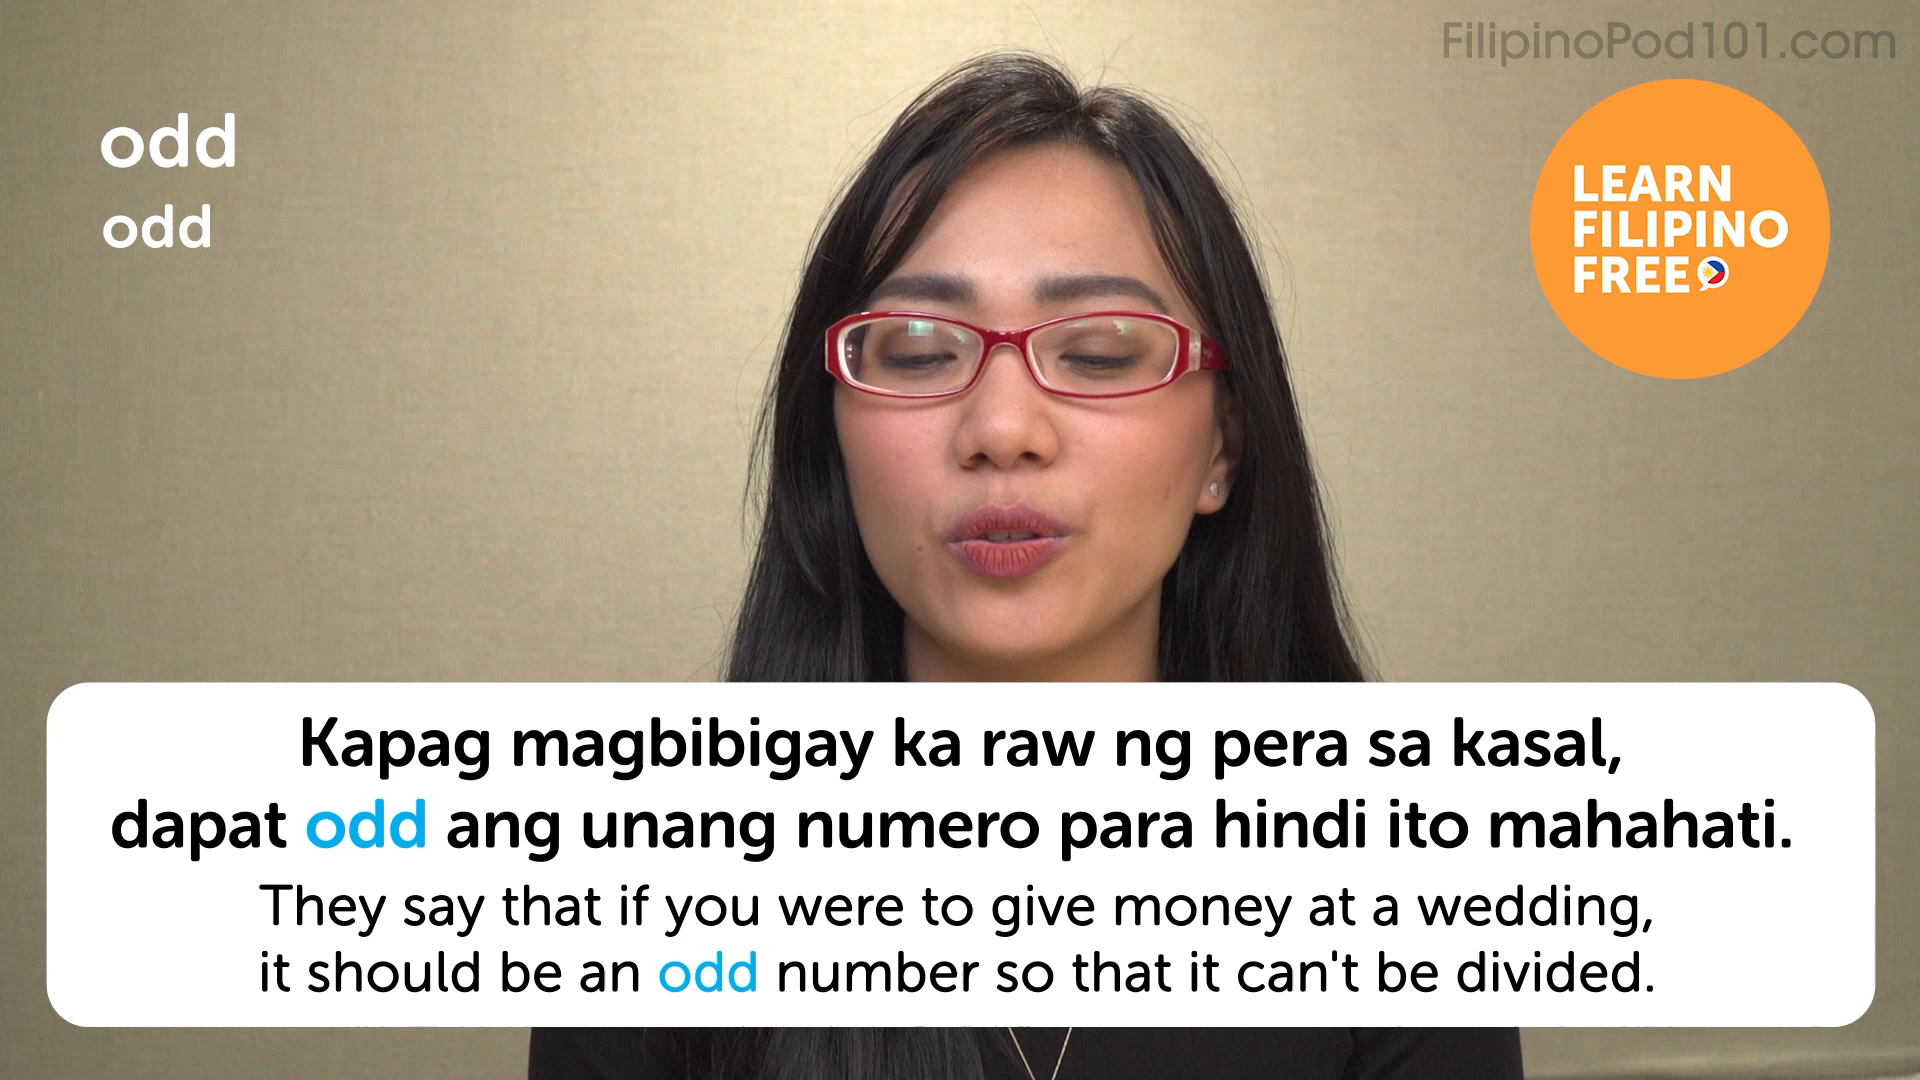 FilipinoPod101.com
odd
odd
LEARN
FILIPINO
FREE
Kapag magbibigay ka raw ng pera sa kasal,
dapat odd ang unang numero para hindi ito mahahati.
They say that if you were to give money at a wedding,
it should be an odd number so that it can't be divided.